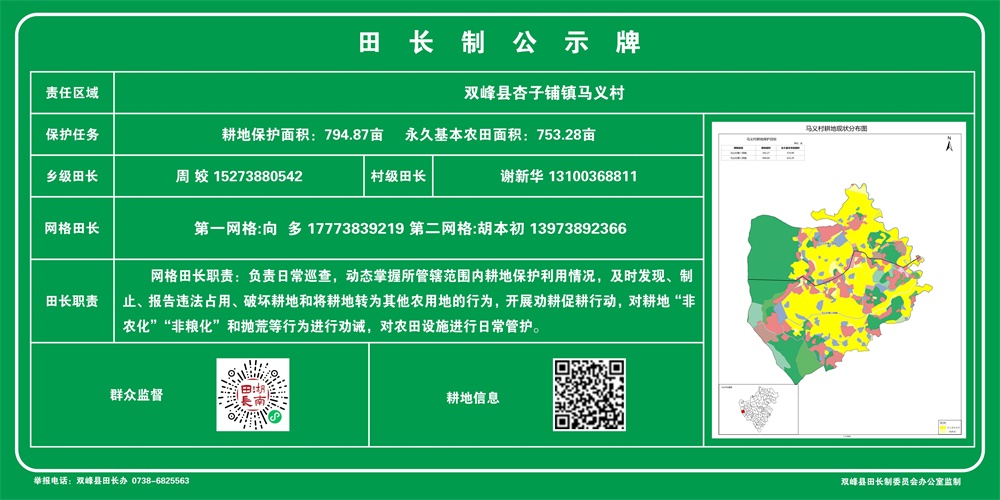 田长制公示牌
责任区域 双峰县杏子铺镇马义村
保护任务 耕地保护面积：794.87亩 永久基本农田面积：753.28亩
乡级田长 周 姣 15273880542 村级田长 谢新华 13100368811
网格田长 第一网格:向 多 17773839219 第二网格:胡本初 13973892366
田长职责
网格田长职责：负责日常巡查，动态掌握所管辖范围内耕地保护利用情况，及时发现、制
止、报告违法占用、破坏耕地和将耕地转为其他农用地的行为，开展劝耕促耕行动，对耕地“非
农化”“非粮化”和抛荒等行为进行劝诫，对农田设施进行日常管护。
群众监督
湖南田长
耕地信息
马义村耕地现状分布图
N
举报电话：双峰县田长办 0738-6825563
双峰县田长制委员会办公室监制